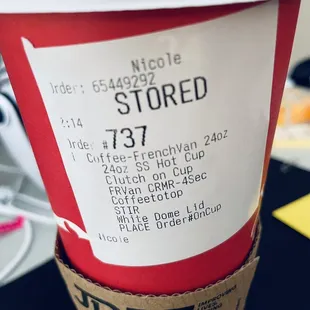 Nicole
Order: 65449292
STORED
:14
Order #737
1 Coffee-FrenchVan 24oz
24oz SS Hot Cup
Clutch on Cup
FRVan CRMR-4Sec
Coffeetotop
STIR
White Dome Lid
PLACE Order#OnCup
Nicole
IMPROVING